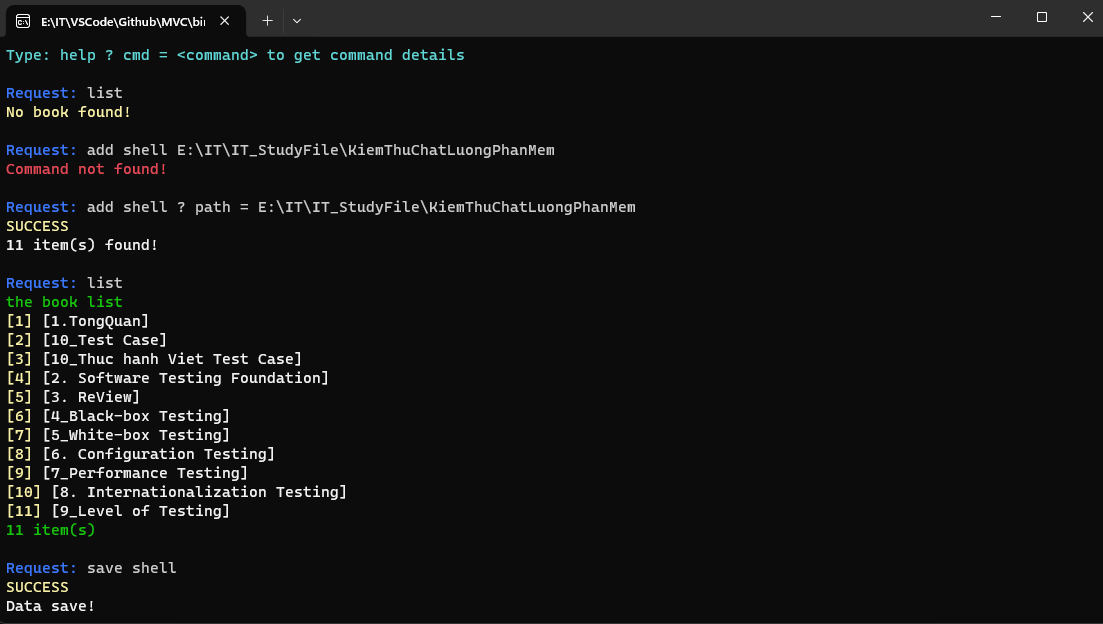 E:\IT\VSCode\Github\MVC\bin
Type: help ? cmd = <command> to get command details
Request: list
No book found!
Request: add shell E:\IT\IT_StudyFile\KiemThuChatLuongPhanMem
Command not found!
Request: add shell ? path = E:\IT\IT_StudyFile\KiemThuChatLuongPhanMem
SUCCESS
11 item(s) found!
Request: list
the book list
[1] [1.TongQuan]
[2] [10_Test Case]
[3] [10_Thuc hanh Viet Test Case]
[4] [2. Software Testing Foundation]
[5] [3. ReView]
[6] [4_Black-box Testing]
[7] [5_White-box Testing]
[8] [6. Configuration Testing]
[9] [7_Performance Testing]
[10] [8. Internationalization Testing]
[11] [9_Level of Testing]
11 item(s)
Request: save shell
SUCCESS
Data save!